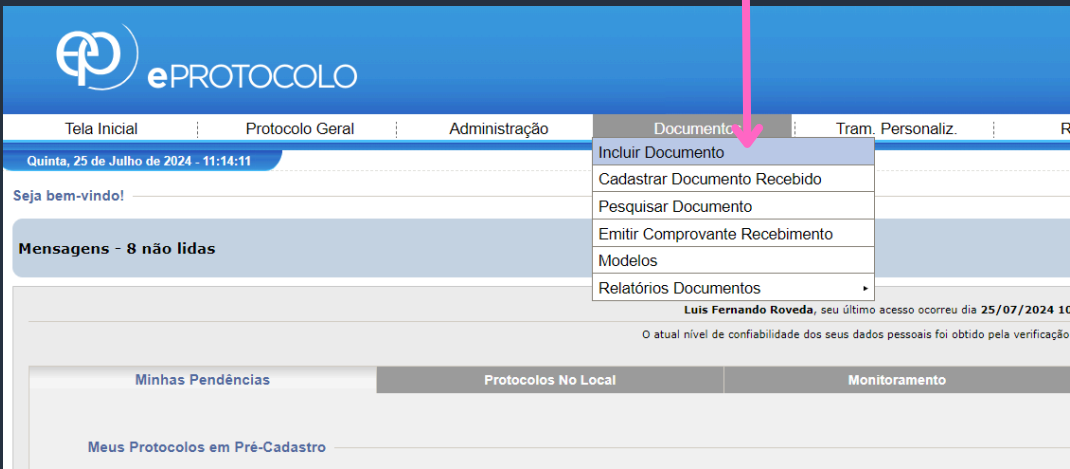 ePROTOCOLO
Tela Inicial Protocolo Geral Administração Documentos Tram. Personaliz. R
Quinta, 25 de Julho de 2024 - 11:14:11
Incluir Documento
Cadastrar Documento Recebido
Pesquisar Documento
Emitir Comprovante Recebimento
Modelos
Relatórios Documentos
Seja bem-vindo!
Mensagens - 8 não lidas
Luis Fernando Roveda, seu último acesso ocorreu dia 25/07/2024 10
O atual nível de confiabilidade dos seus dados pessoais foi obtido pela verificação
Minhas Pendências Protocolos No Local Monitoramento
Meus Protocolos em Pré-Cadastro